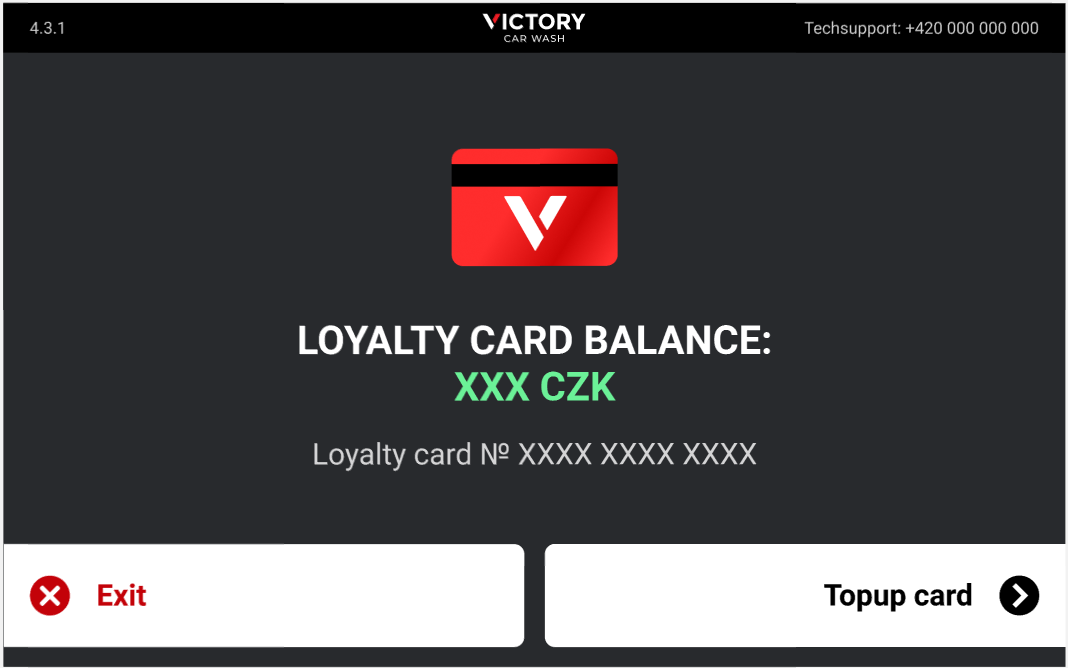 4.3.1
VICTORY
CAR WASH
Techsupport: +420 000 000 000
LOYALTY CARD BALANCE:
XXX CZK
Loyalty card № XXXX XXXX XXXX
Exit
Topup card